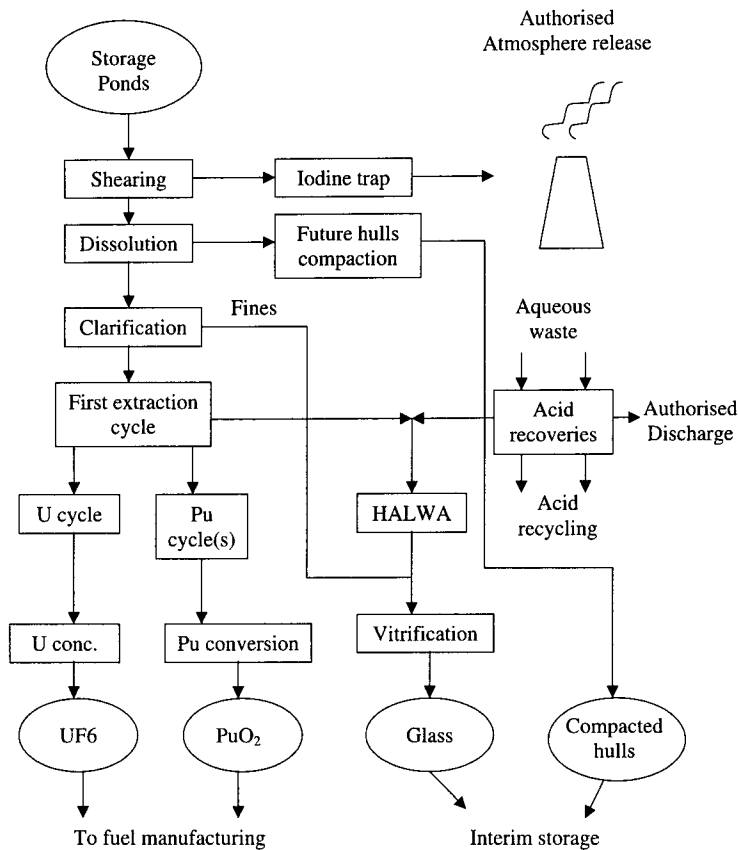 Authorised
Atmosphere release
Storage
Ponds
Shearing
Iodine trap
Dissolution
Future hulls
compaction
Clarification
Fines
Aqueous
waste
First extraction
cycle
Acid
recoveries
Authorised
Discharge
U cycle
Pu
cycle(s)
HALWA
Acid
recycling
U conc.
Pu conversion
Vitrification
UF6
PuO₂
Glass
Compacted
hulls
To fuel manufacturing
Interim storage